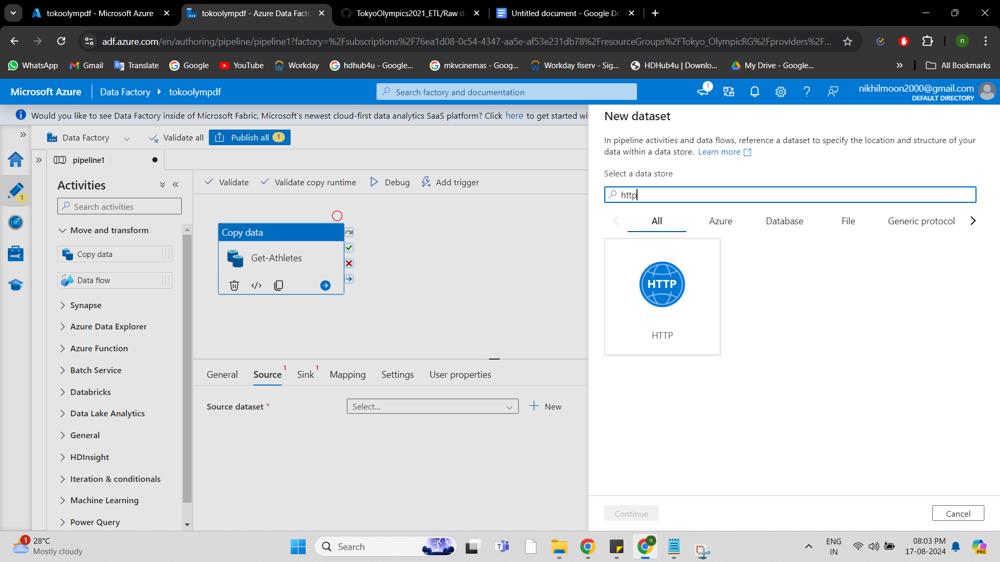 tokoolympdf - Microsoft Azure
tokoolympdf - Azure Data Facto
TokyoOlympics2021_ETL/Raw d
Untitled document - Google Do
adf.azure.com/en/authoring/pipeline/pipeline1?factory=%2Fsubscriptions%2F76ea1d08-0c54-4347-aa5e-af53e231db78%2FresourceGroups%2FTokyo_OlympicRG%2Fproviders%2F...
n
WhatsApp
Gmail
Translate
Google
YouTube
Workday
hdhub4u - Google...
mkvcinemas - Goog...
Workday fiserv - Sig...
HDHub4u | Downlo...
My Drive - Google...
All Bookmarks
Microsoft Azure
Data Factory
tokoolympdf
Search factory and documentation
1
nikhilmoon2000@gmail.com
DEFAULT DIRECTORY
Would you like to see Data Factory inside of Microsoft Fabric, Microsoft's newest cloud-first data analytics SaaS platform? Click here to get started wi
Data Factory
Validate all
Publish all 1
pipeline1
1
Activities
Search activities
Move and transform
Copy data
Data flow
Synapse
Azure Data Explorer
Azure Function
Batch Service
Databricks
Data Lake Analytics
General
HDInsight
Iteration & conditionals
Machine Learning
Power Query
Validate
Validate copy runtime
Debug
Add trigger
Copy data
Get-Athletes
General
Source 1
Sink 1
Mapping
Settings
User properties
Source dataset *
Select...
New
New dataset
In pipeline activities and data flows, reference a dataset to specify the location and structure of your
data within a data store. Learn more
Select a data store
http
All
Azure
Database
File
Generic protocol
HTTP
HTTP
Continue
Cancel
1
28°C
Mostly cloudy
Search
n
ENG
IN
08:03 PM
17-08-2024
PRE